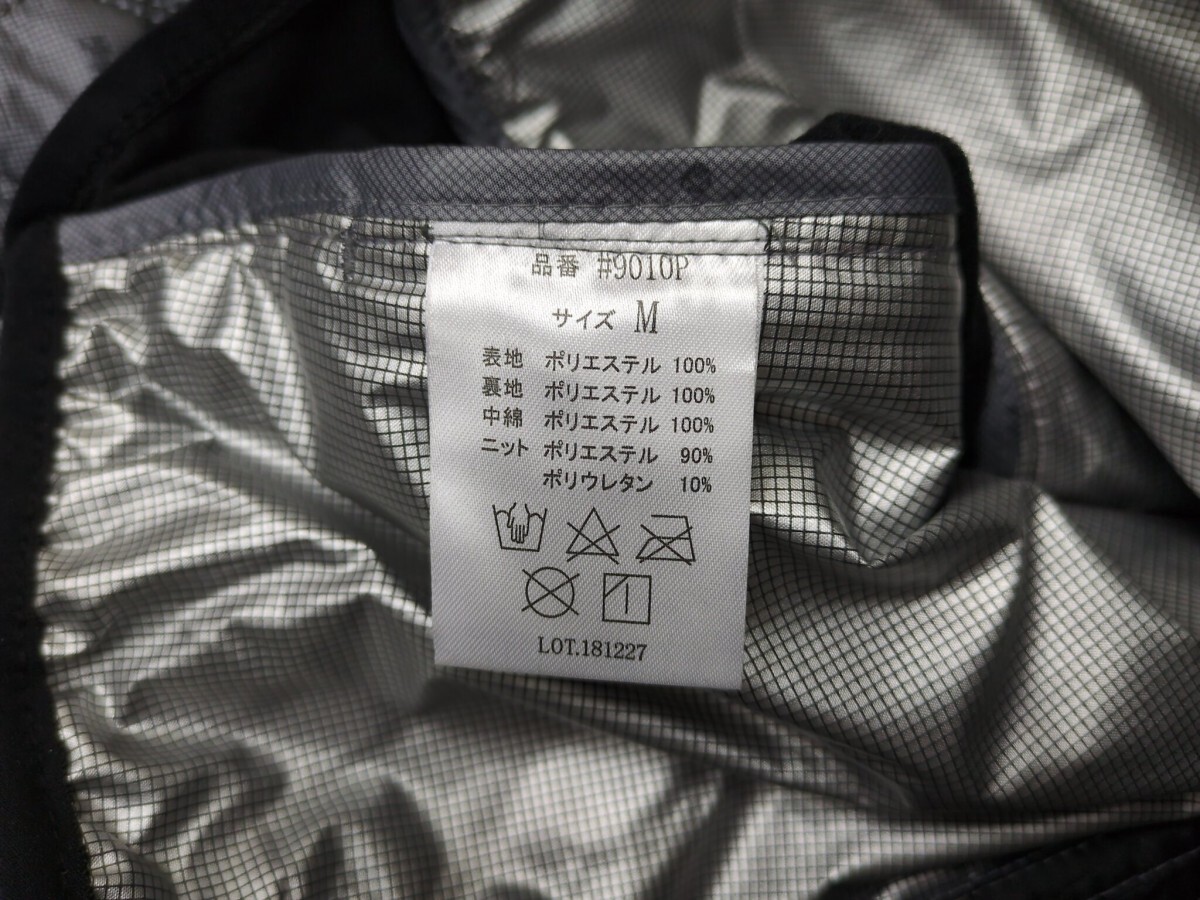 品番 #9010P
サイズ M
表地 ポリエステル 100%
裏地 ポリエステル 100%
中綿 ポリエステル 100%
ニット ポリエステル 90%
ポリウレタン 10%
LOT.181227